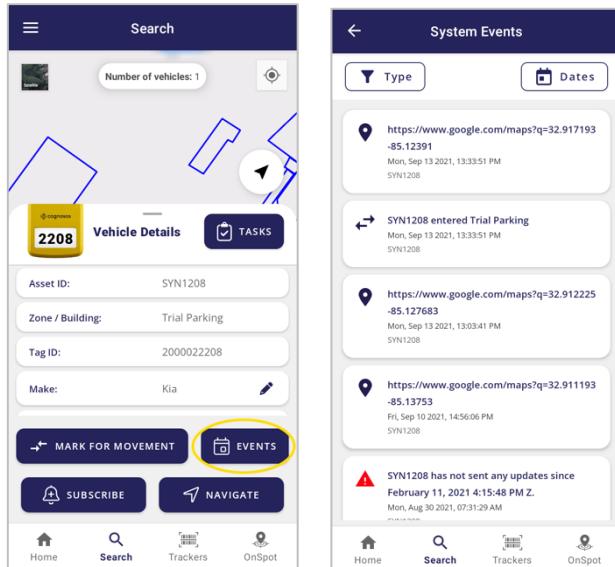 Search
Satellite
Number of vehicles: 1
cognosos
2208
Vehicle Details
TASKS
Asset ID: SYN1208
Zone / Building: Trial Parking
Tag ID: 2000022208
Make: Kia
MARK FOR MOVEMENT
EVENTS
SUBSCRIBE
NAVIGATE
Home
Search
Trackers
OnSpot
System Events
Type
Dates
https://www.google.com/maps?q=32.917193
-85.12391
Mon, Sep 13 2021, 13:33:51 PM
SYN1208
SYN1208 entered Trial Parking
Mon, Sep 13 2021, 13:33:51 PM
SYN1208
https://www.google.com/maps?q=32.912225
-85.127683
Mon, Sep 13 2021, 13:03:41 PM
SYN1208
https://www.google.com/maps?q=32.911193
-85.13753
Fri, Sep 10 2021, 14:56:06 PM
SYN1208
SYN1208 has not sent any updates since
February 11, 2021 4:15:48 PM Z.
Mon, Aug 30 2021, 07:31:29 AM
Home
Search
Trackers
OnSpot